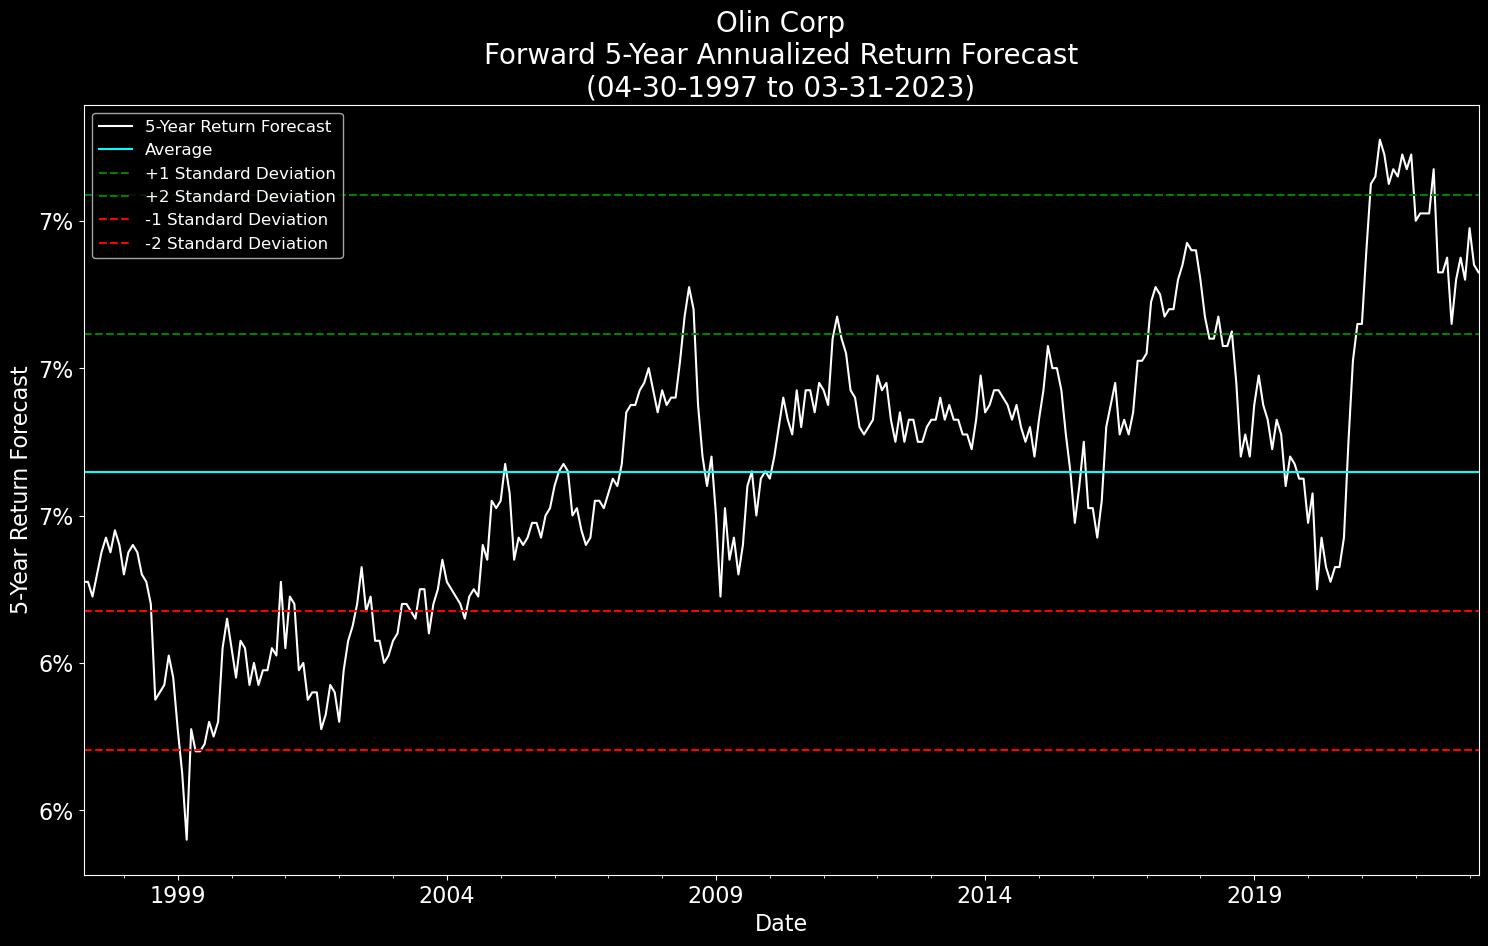 Olin Corp
Forward 5-Year Annualized Return Forecast
(04-30-1997 to 03-31-2023)
5-Year Return Forecast
Average
+1 Standard Deviation
+2 Standard Deviation
-1 Standard Deviation
-2 Standard Deviation
7%
7%
7%
6%
6%
5-Year Return Forecast
1999
2004
2009
2014
2019
Date